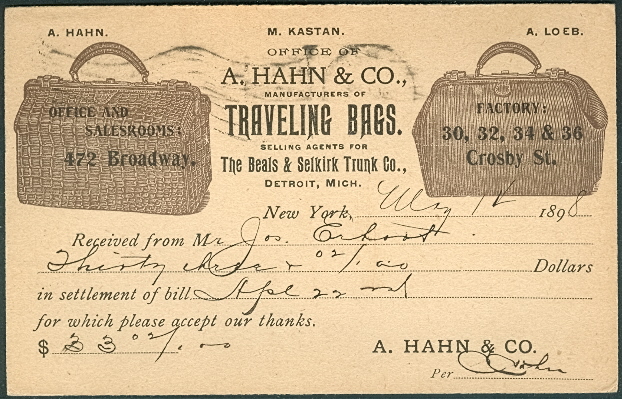 A. HAHN. M. KASTAN. A. LOEB.
OFFICE OF
A. HAHN & CO.,
MANUFACTURERS OF
TRAVELING BAGS.
SELLING AGENTS FOR
The Beals & Selkirk Trunk Co.,
DETROIT, MICH.
OFFICE AND
SALESROOMS:
472 Broadway.
FACTORY:
30, 32, 34 & 36
Crosby St.
New York, May 12 1898
Received from Mr Jos.
Thirty three & 02/.00 Dollars
in settlement of bill Apl 22nd
for which please accept our thanks.
$ 33 02/.00
A. HAHN & CO.
Per